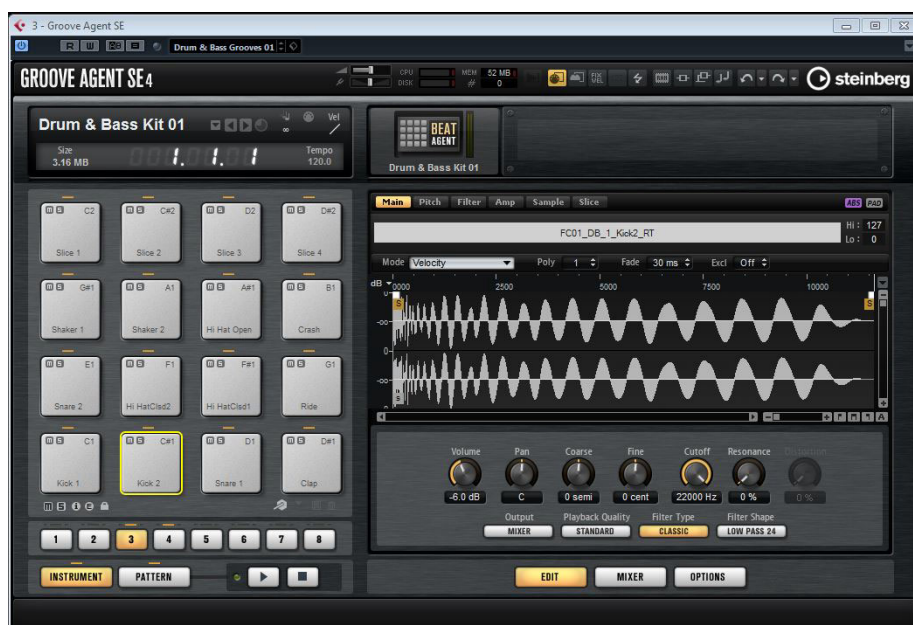 3 - Groove Agent SE
R W Drum & Bass Grooves 01
GROOVE AGENT SE4
CPU MEM 52 MB
DISK # 0
steinberg
Drum & Bass Kit 01
Vel
Size
3.16 MB
1. 1. 1
Tempo
120.0
BEAT
AGENT
Drum & Bass Kit 01
m S C2
Slice 1
m S C#2
Slice 2
m S D2
Slice 3
m S D#2
Slice 4
m S G#1
Shaker 1
m S A1
Shaker 2
m S A#1
Hi Hat Open
m S B1
Crash
m S E1
Snare 2
m S F1
Hi HatClsd2
m S F#1
Hi HatClsd1
m S G1
Ride
m S C1
Kick 1
m S C#1
Kick 2
m S D1
Snare 1
m S D#1
Clap
m S
1 2 3 4 5 6 7 8
INSTRUMENT PATTERN
Main Pitch Filter Amp Sample Slice ABS PAD
FC01_DB_1_Kick2_RT
Hi: 127
Lo: 0
Mode Velocity Poly 1 Fade 30 ms Excl Off
dB 0000 2500 5000 7500 10000
0
S S
-∞
0
-∞
S
A
Volume Pan Coarse Fine Cutoff Resonance Distortion
-6.0 dB C 0 semi 0 cent 22000 Hz 0 % 0 %
Output Playback Quality Filter Type Filter Shape
MIXER STANDARD CLASSIC LOW PASS 24
EDIT MIXER OPTIONS